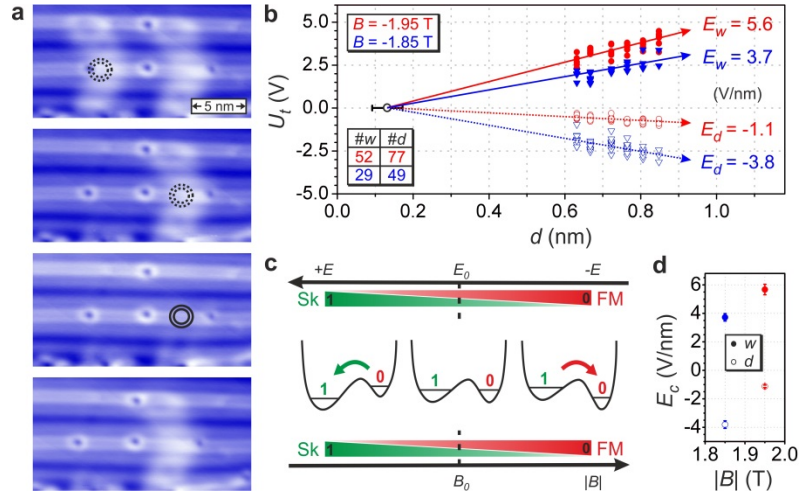 a
5 nm
b
B = -1.95 T
B = -1.85 T
U_t (V)
5.0
2.5
0.0
-2.5
-5.0
E_w = 5.6
E_w = 3.7
(V/nm)
E_d = -1.1
E_d = -3.8
#w #d
52 77
29 49
0.0 0.2 0.4 0.6 0.8 1.0
d (nm)
c
+E E_0 -E
Sk 1 0 FM
1 0 1 0 1 0
Sk 1 0 FM
B_0 |B|
d
E_c (V/nm)
6
4
2
0
-2
-4
-6
w
d
1.8 1.9 2.0
|B| (T)